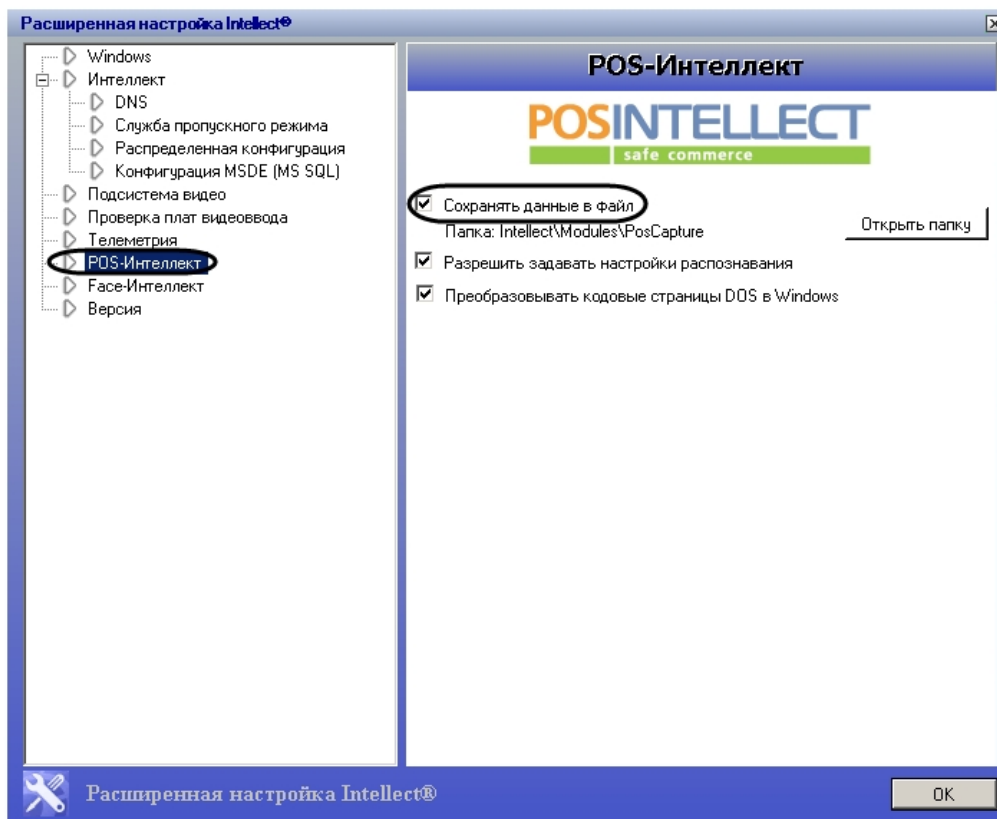 Расширенная настройка Intellect®
Windows
Интеллект
DNS
Служба пропускного режима
Распределенная конфигурация
Конфигурация MSDE (MS SQL)
Подсистема видео
Проверка плат видеоввода
Телеметрия
POS-Интеллект
Face-Интеллект
Версия
POS-Интеллект
POSINTELLECT
safe commerce
Сохранять данные в файл
Папка: Intellect\Modules\PosCapture
Открыть папку
Разрешить задавать настройки распознавания
Преобразовывать кодовые страницы DOS в Windows
Расширенная настройка Intellect®
OK